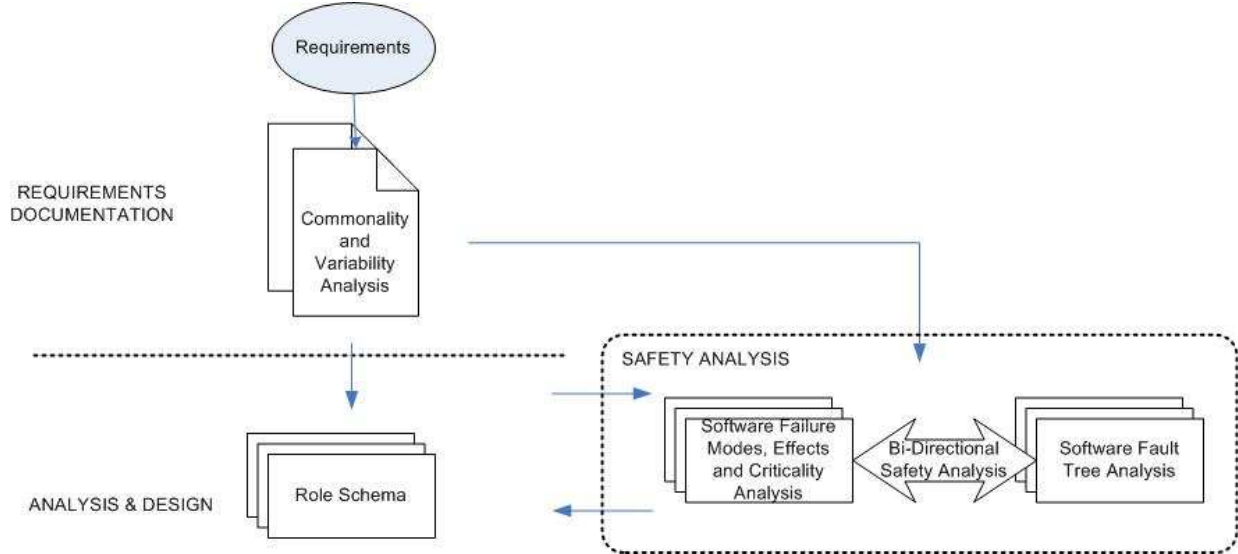 Requirements
REQUIREMENTS
DOCUMENTATION
Commonality
and
Variability
Analysis
SAFETY ANALYSIS
Software Failure
Modes, Effects
and Criticality
Analysis
Bi-Directional
Safety Analysis
Software Fault
Tree Analysis
ANALYSIS & DESIGN
Role Schema